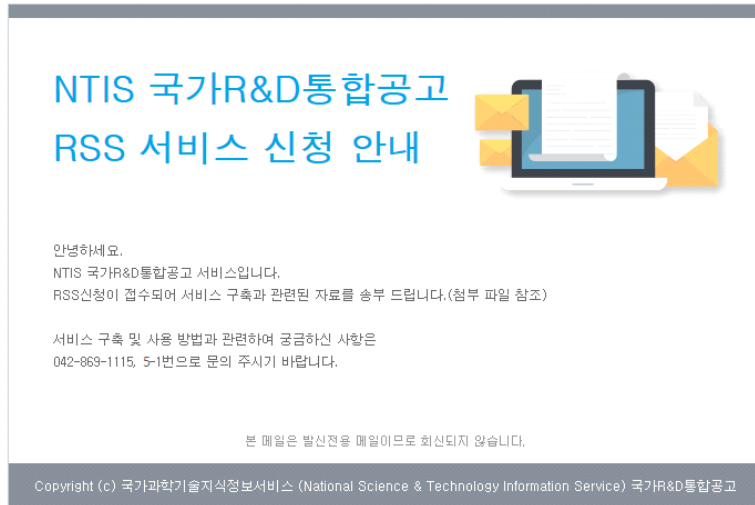 NTIS 국가R&D통합공고
RSS 서비스 신청 안내
안녕하세요.
NTIS 국가R&D통합공고 서비스입니다.
RSS신청이 접수되어 서비스 구축과 관련된 자료를 송부 드립니다.(첨부 파일 참조)
서비스 구축 및 사용 방법과 관련하여 궁금하신 사항은
042-869-1115, 5-1번으로 문의 주시기 바랍니다.
본 메일은 발신전용 메일이므로 회신되지 않습니다.
Copyright (c) 국가과학기술지식정보서비스 (National Science & Technology Information Service) 국가R&D통합공고